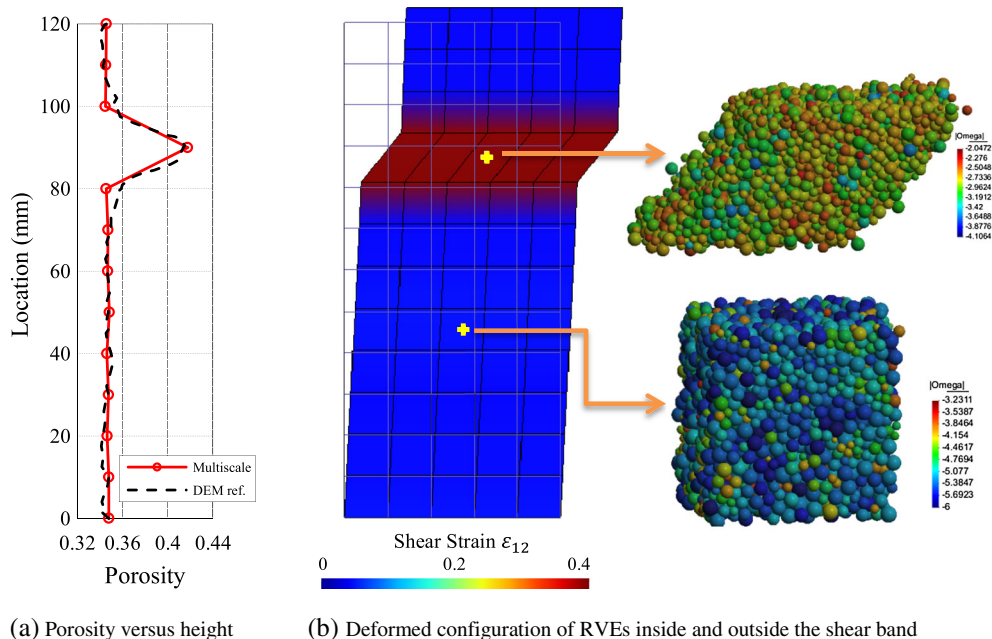 120
100
80
60
40
20
0
Location (mm)
Multiscale
DEM ref.
0.32 0.36 0.4 0.44
Porosity
(a) Porosity versus height
Shear Strain ε12
0 0.2 0.4
|Omega|
-2.0472
-2.276
-2.5048
-2.7336
-2.9624
-3.1912
-3.42
-3.6488
-3.8776
-4.1064
|Omega|
-3.2311
-3.5387
-3.8464
-4.154
-4.4617
-4.7694
-5.077
-5.3847
-5.6923
-6
(b) Deformed configuration of RVEs inside and outside the shear band